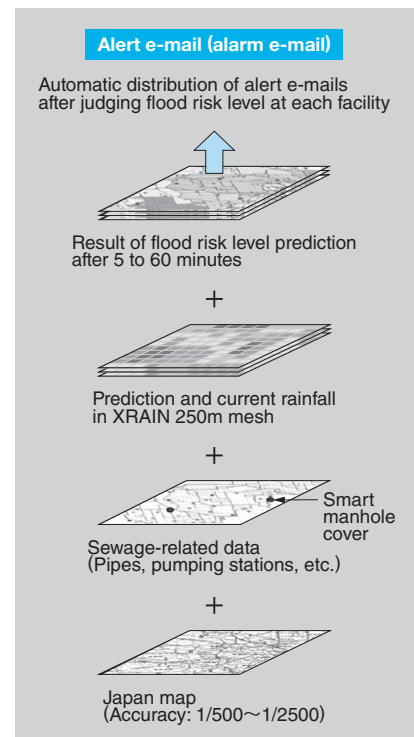 Alert e-mail (alarm e-mail)
Automatic distribution of alert e-mails
after judging flood risk level at each facility
Result of flood risk level prediction
after 5 to 60 minutes
+
Prediction and current rainfall
in XRAIN 250m mesh
+
Smart
manhole
cover
Sewage-related data
(Pipes, pumping stations, etc.)
+
Japan map
(Accuracy: 1/500～1/2500)